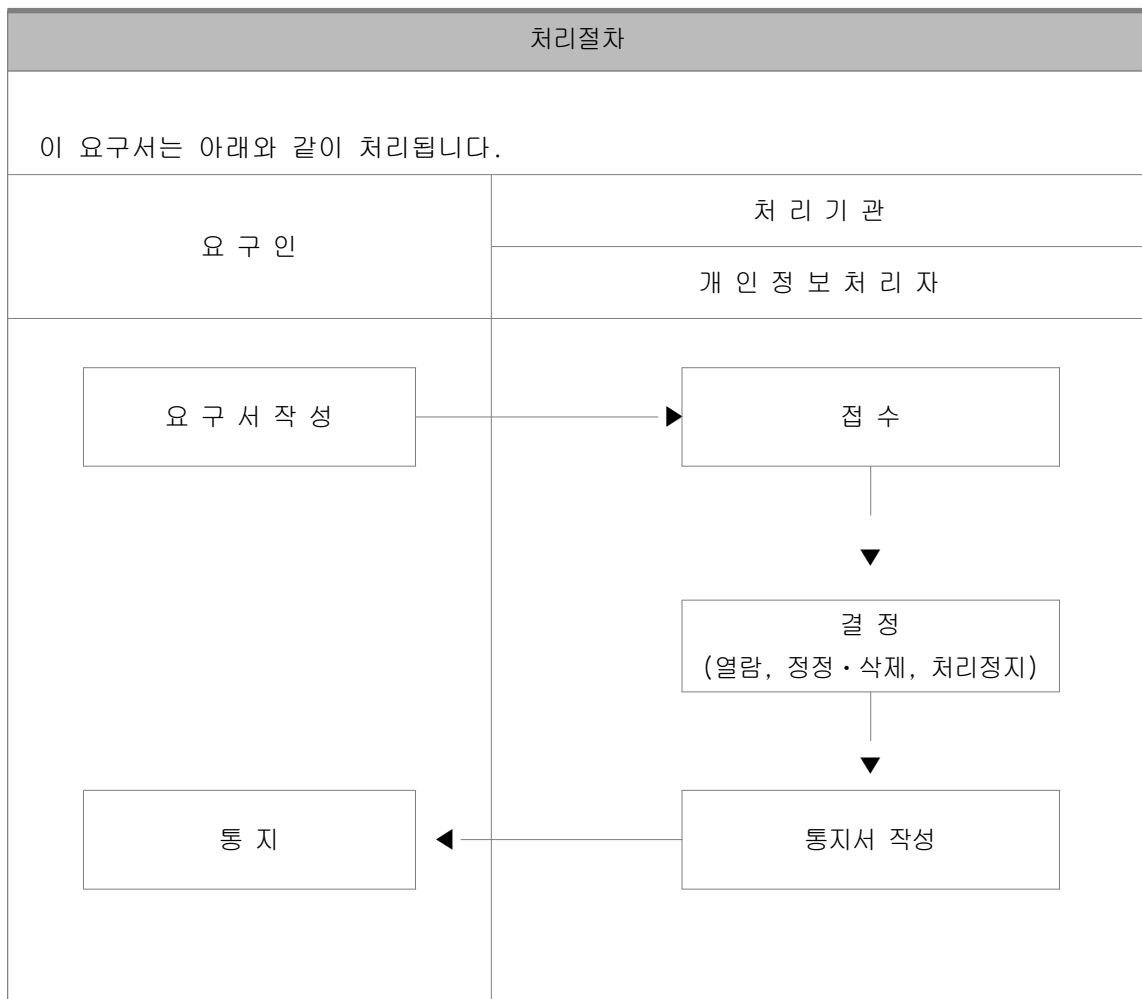 처리절차
이 요구서는 아래와 같이 처리됩니다.
요 구 인
처 리 기 관
개 인 정 보 처 리 자
요 구 서 작 성
접 수
결 정
(열람, 정정·삭제, 처리정지)
통 지
통지서 작성